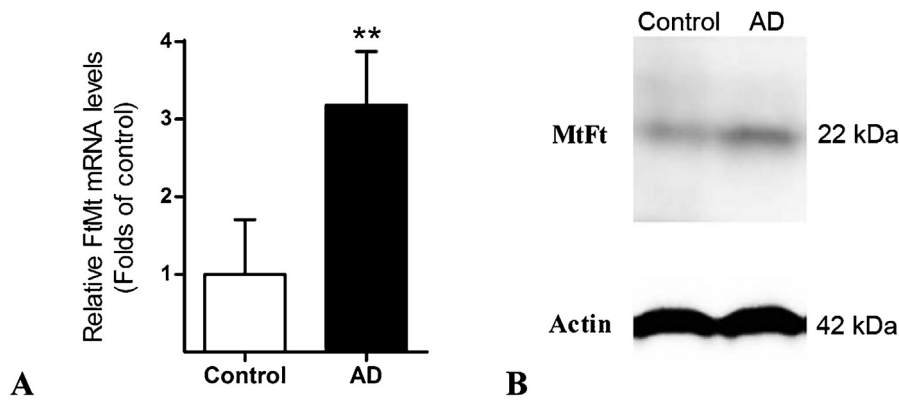 Relative FtMt mRNA levels
(Folds of control)
4
3
2
1
**
Control AD
A
Control AD
MtFt 22 kDa
Actin 42 kDa
B